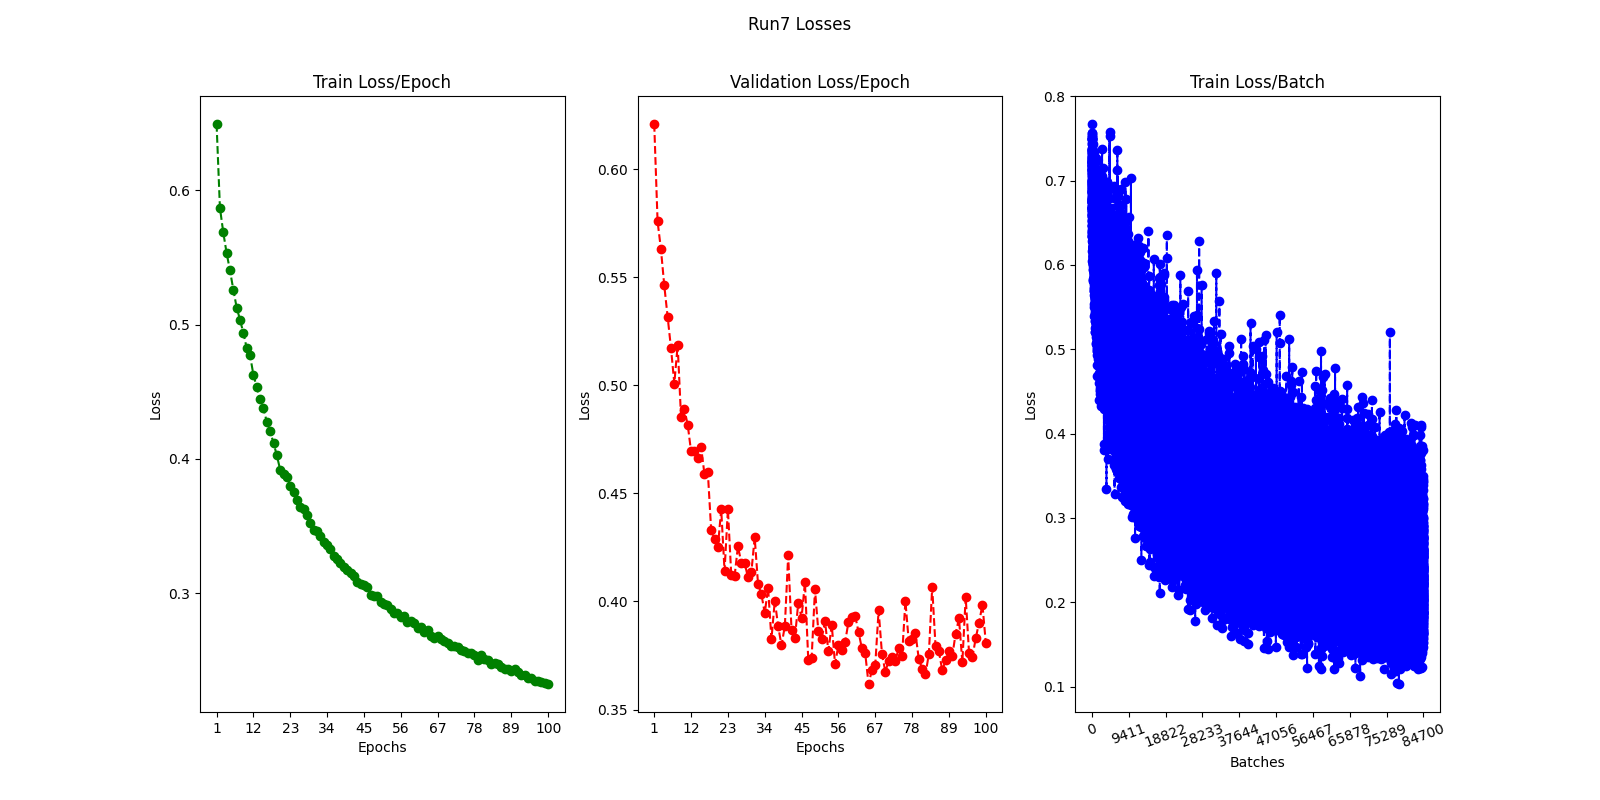 Run7 Losses
Train Loss/Epoch
Validation Loss/Epoch
Train Loss/Batch
Loss
0.6
0.5
0.4
0.3
1 12 23 34 45 56 67 78 89 100
Epochs
Loss
0.60
0.55
0.50
0.45
0.40
0.35
1 12 23 34 45 56 67 78 89 100
Epochs
Loss
0.8
0.7
0.6
0.5
0.4
0.3
0.2
0.1
0 9411 18822 28233 37644 47056 56467 65878 75289 84700
Batches